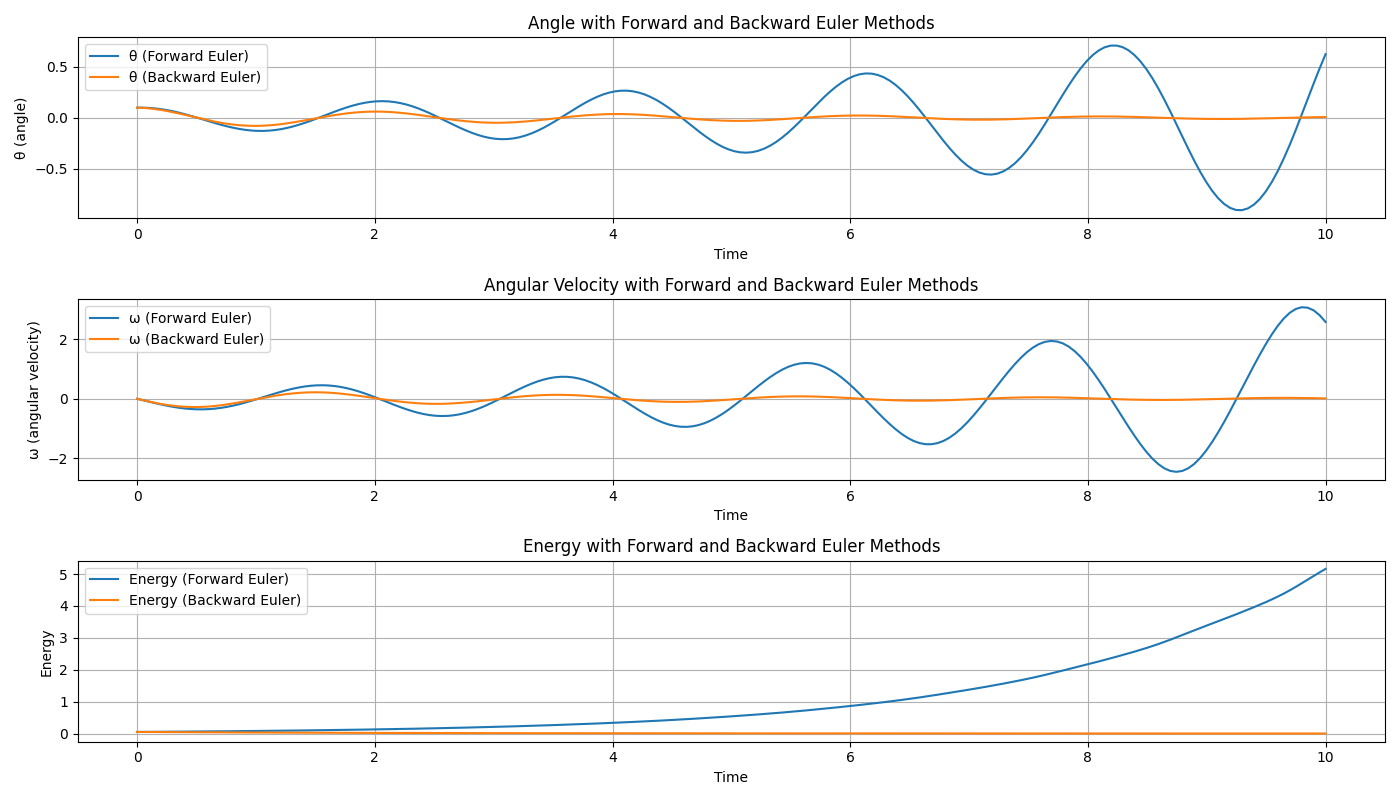 Angle with Forward and Backward Euler Methods
θ (Forward Euler)
θ (Backward Euler)
θ (angle)
0.5
0.0
−0.5
0 2 4 6 8 10
Time
Angular Velocity with Forward and Backward Euler Methods
ω (Forward Euler)
ω (Backward Euler)
ω (angular velocity)
2
0
−2
0 2 4 6 8 10
Time
Energy with Forward and Backward Euler Methods
Energy (Forward Euler)
Energy (Backward Euler)
Energy
5
4
3
2
1
0
0 2 4 6 8 10
Time